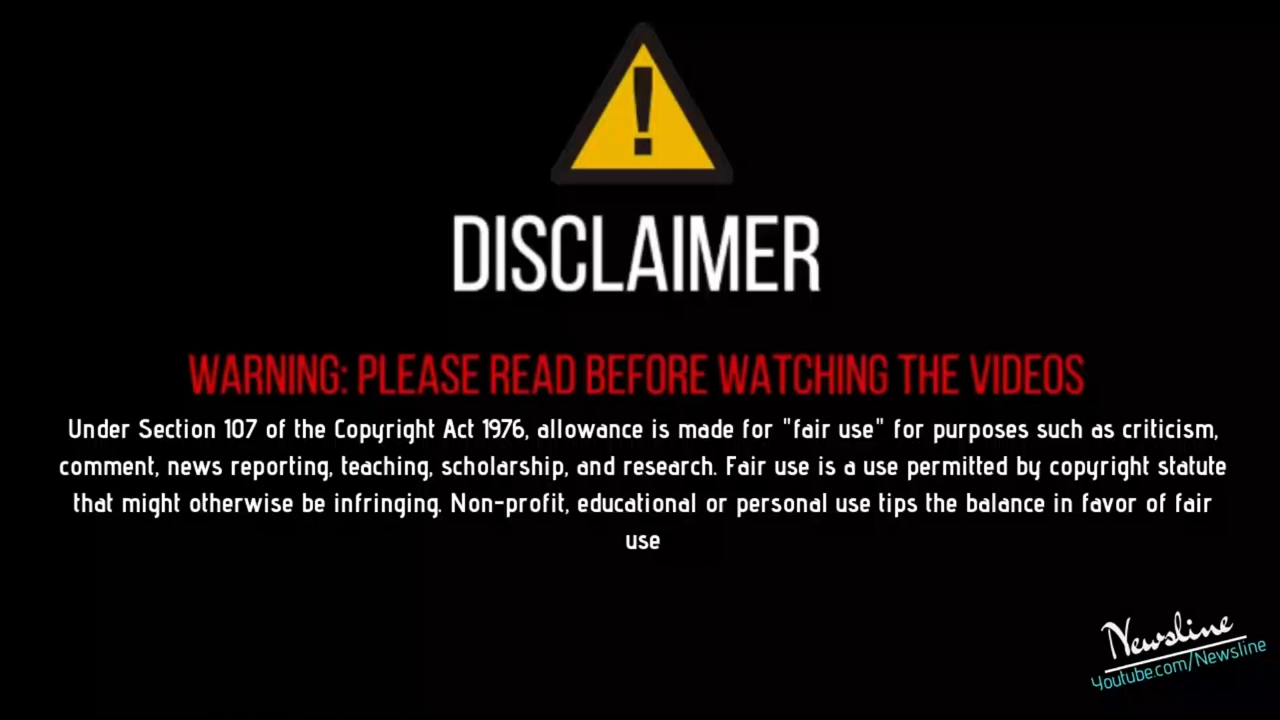 !
DISCLAIMER
WARNING: PLEASE READ BEFORE WATCHING THE VIDEOS
Under Section 107 of the Copyright Act 1976, allowance is made for "fair use" for purposes such as criticism,
comment, news reporting, teaching, scholarship, and research. Fair use is a use permitted by copyright statute
that might otherwise be infringing. Non-profit, educational or personal use tips the balance in favor of fair
use
Newsline
Youtube.com/Newsline